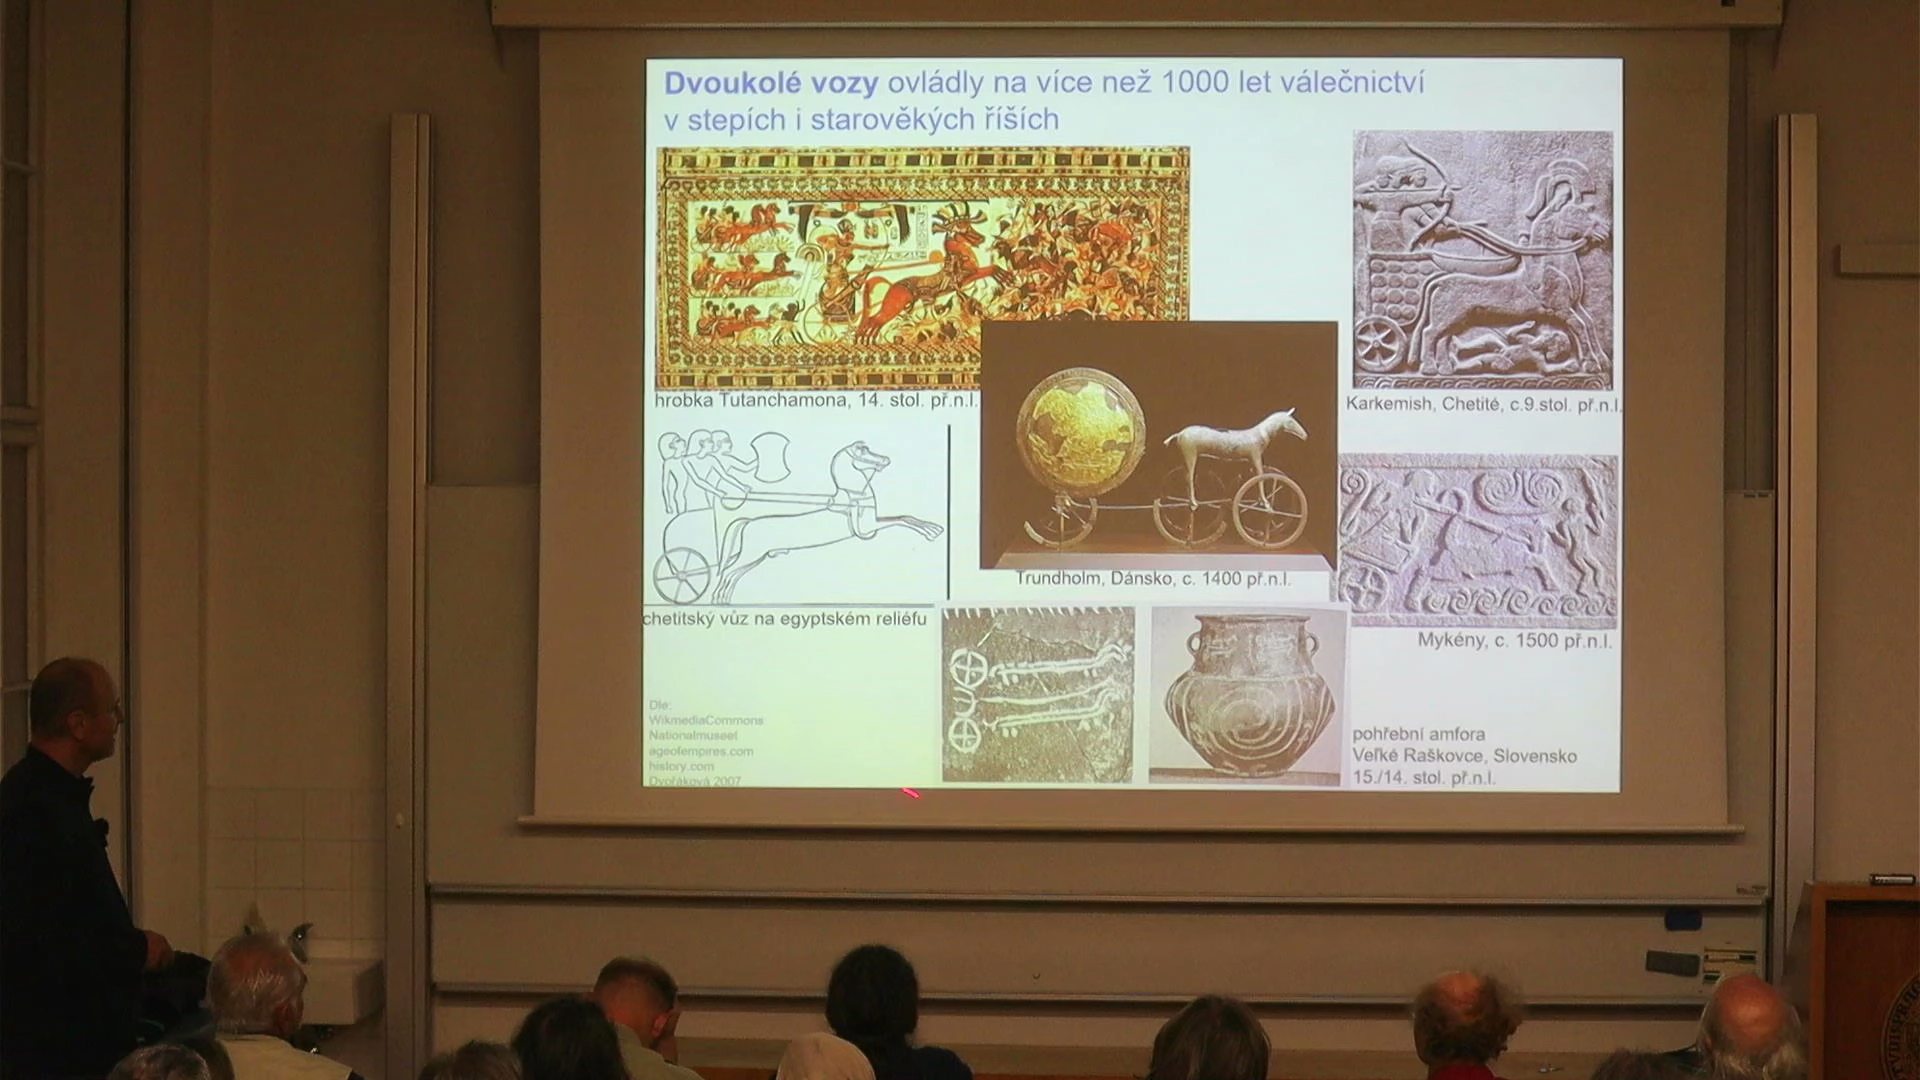 Dvoukolé vozy ovládly na více než 1000 let válečnictví
v stepích i starověkých říších
hrobka Tutanchamona, 14. stol. př.n.l.
Karkemish, Chetité, c.9.stol. př.n.l.
Trundholm, Dánsko, c. 1400 př.n.l.
chetitský vůz na egyptském reliéfu
Mykény, c. 1500 př.n.l.
Dle:
WikmediaCommons
Nationalmuseet
ageofempires.com
history.com
Dvořáková 2007
pohřební amfora
Veľké Raškovce, Slovensko
15./14. stol. př.n.l.